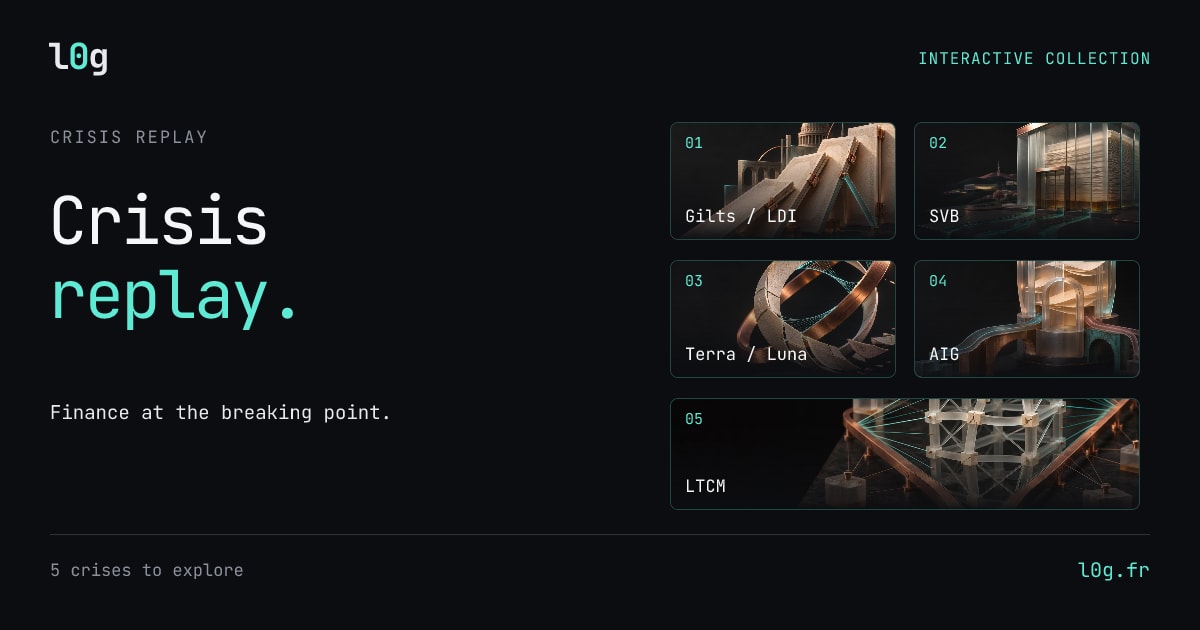 l0g
INTERACTIVE COLLECTION
CRISIS REPLAY
Crisis
replay.
Finance at the breaking point.
01
Gilts / LDI
02
SVB
03
Terra / Luna
04
AIG
05
LTCM
5 crises to explore
l0g.fr